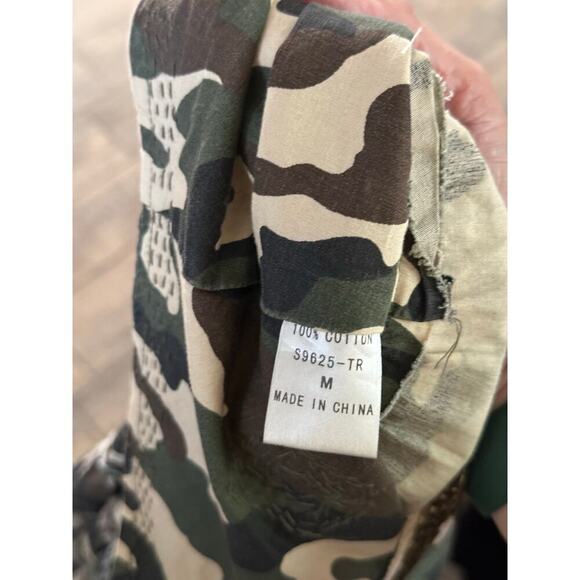 100% COTTON
S9625-TR
M
MADE IN CHINA